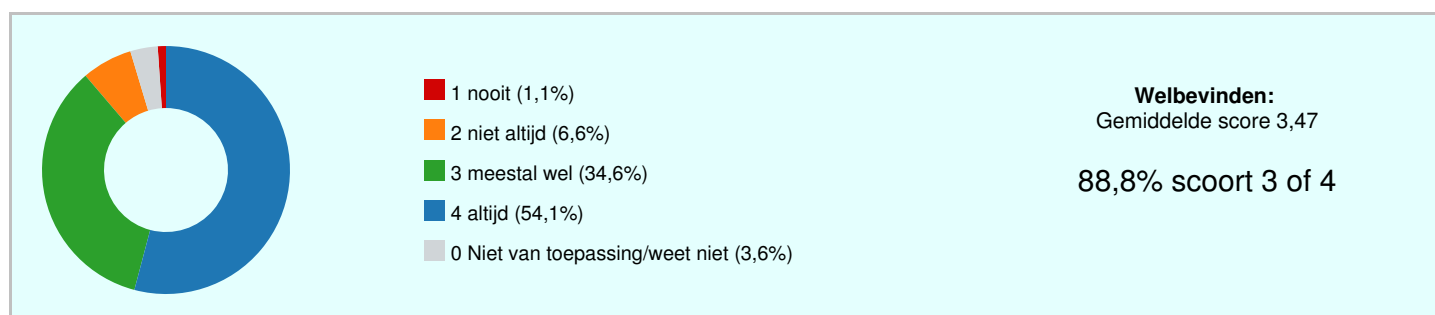 1 nooit (1,1%)
2 niet altijd (6,6%)
3 meestal wel (34,6%)
4 altijd (54,1%)
0 Niet van toepassing/weet niet (3,6%)
Welbevinden:
Gemiddelde score 3,47
88,8% scoort 3 of 4